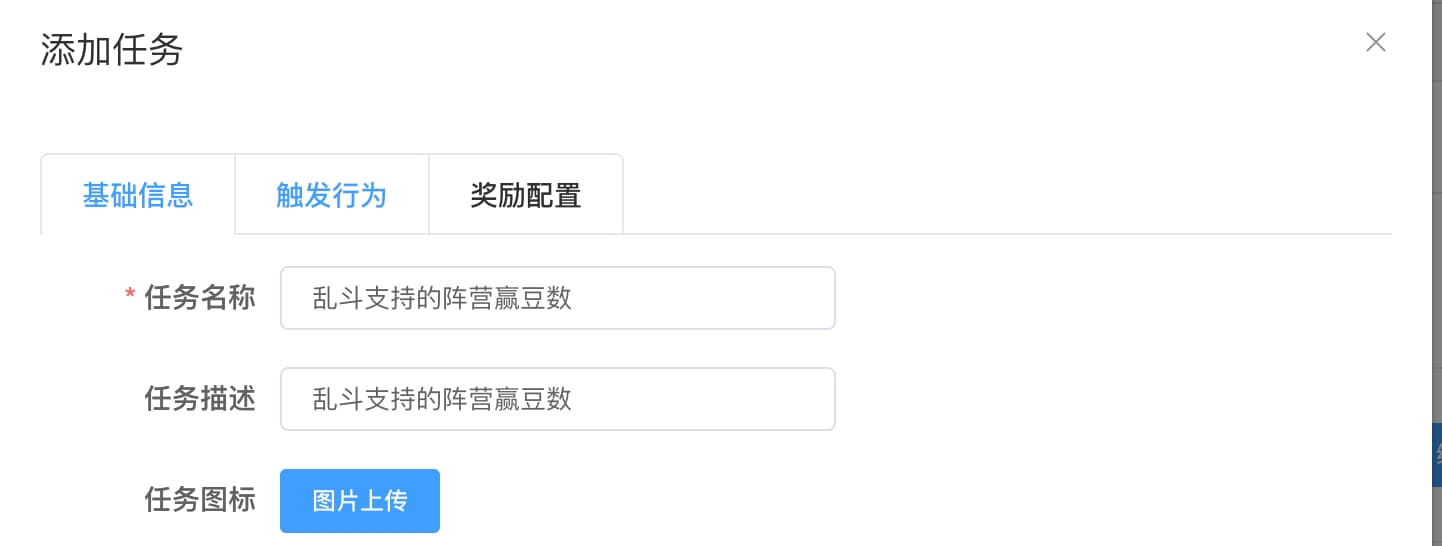 添加任务
基础信息 触发行为 奖励配置
* 任务名称 乱斗支持的阵营赢豆数
任务描述 乱斗支持的阵营赢豆数
任务图标 图片上传